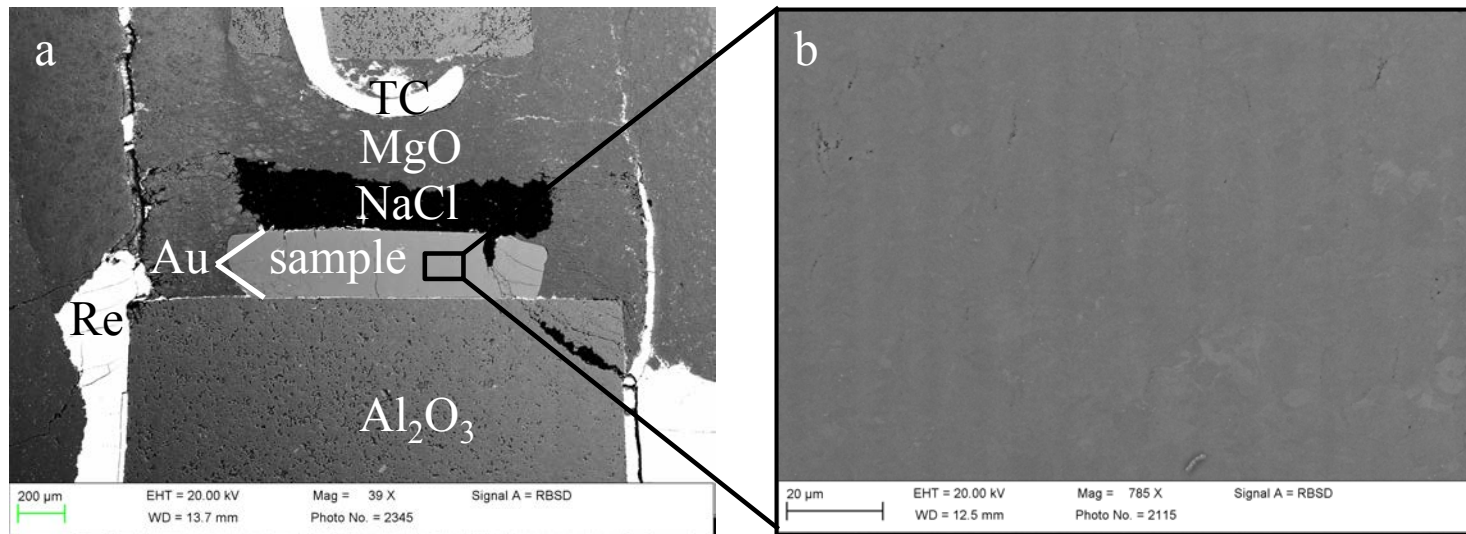 a
TC
MgO
NaCl
Au sample
Re
Al₂O₃
200 µm
EHT = 20.00 kV Mag = 39 X Signal A = RBSD
WD = 13.7 mm Photo No. = 2345
b
20 µm
EHT = 20.00 kV Mag = 785 X Signal A = RBSD
WD = 12.5 mm Photo No. = 2115